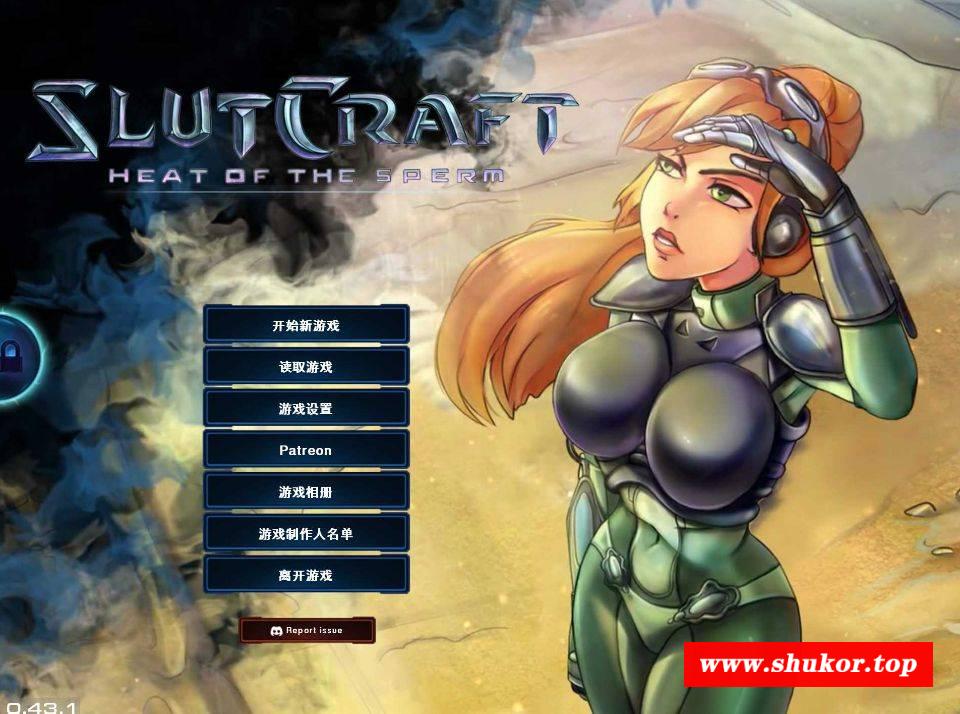 SLUTCRAFT
HEAT OF THE SPERM
开始新游戏
读取游戏
游戏设置
Patreon
游戏相册
游戏制作人名单
离开游戏
Report issue
www.shukor.top
0.43.1